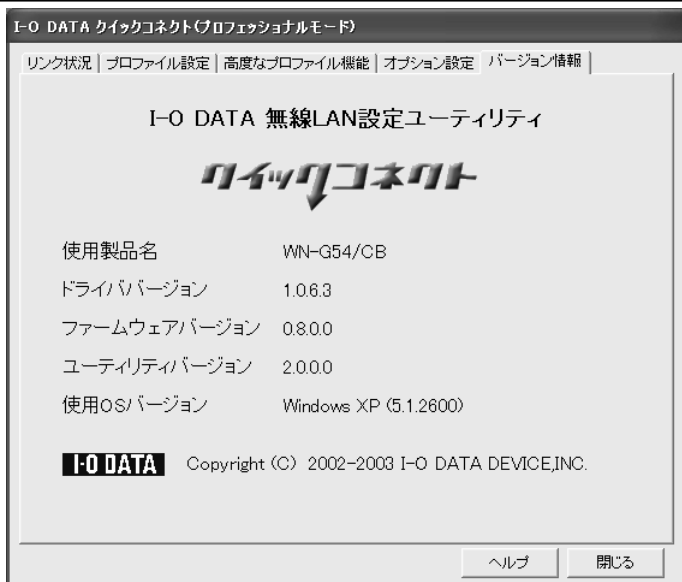 I-O DATA クイックコネクト(プロフェッショナルモード)
リンク状況 プロファイル設定 高度なプロファイル機能 オプション設定 バージョン情報
I-O DATA 無線LAN設定ユーティリティ
クイックコネクト
使用製品名 WN-G54/CB
ドライババージョン 1.0.6.3
ファームウェアバージョン 0.8.0.0
ユーティリティバージョン 2.0.0.0
使用OSバージョン Windows XP (5.1.2600)
I-O DATA Copyright (C) 2002-2003 I-O DATA DEVICE,INC.
ヘルプ 閉じる